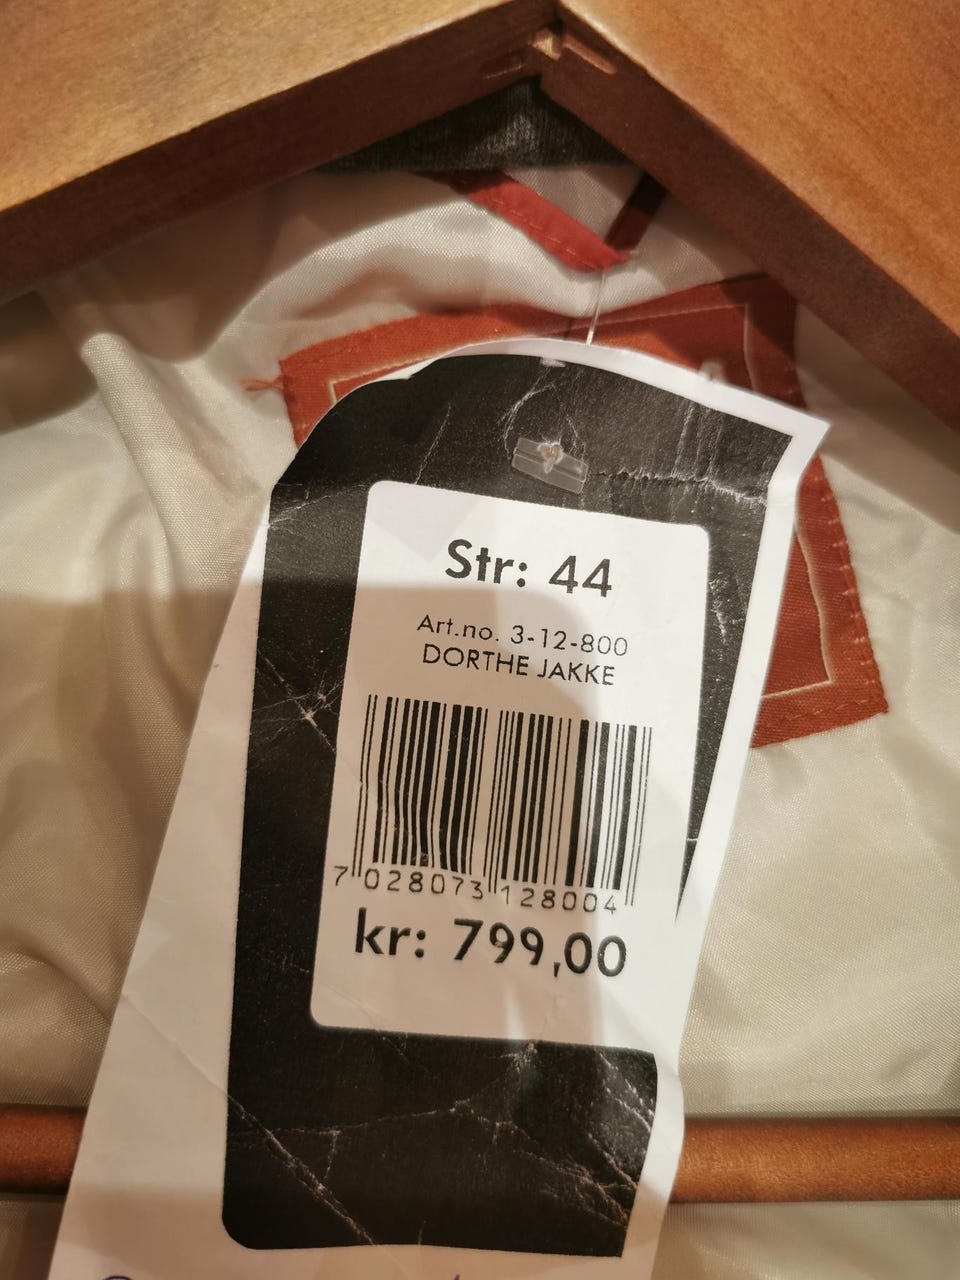 Str: 44
Art.no. 3-12-800
DORTHE JAKKE
7 028073 128004
kr: 799,00